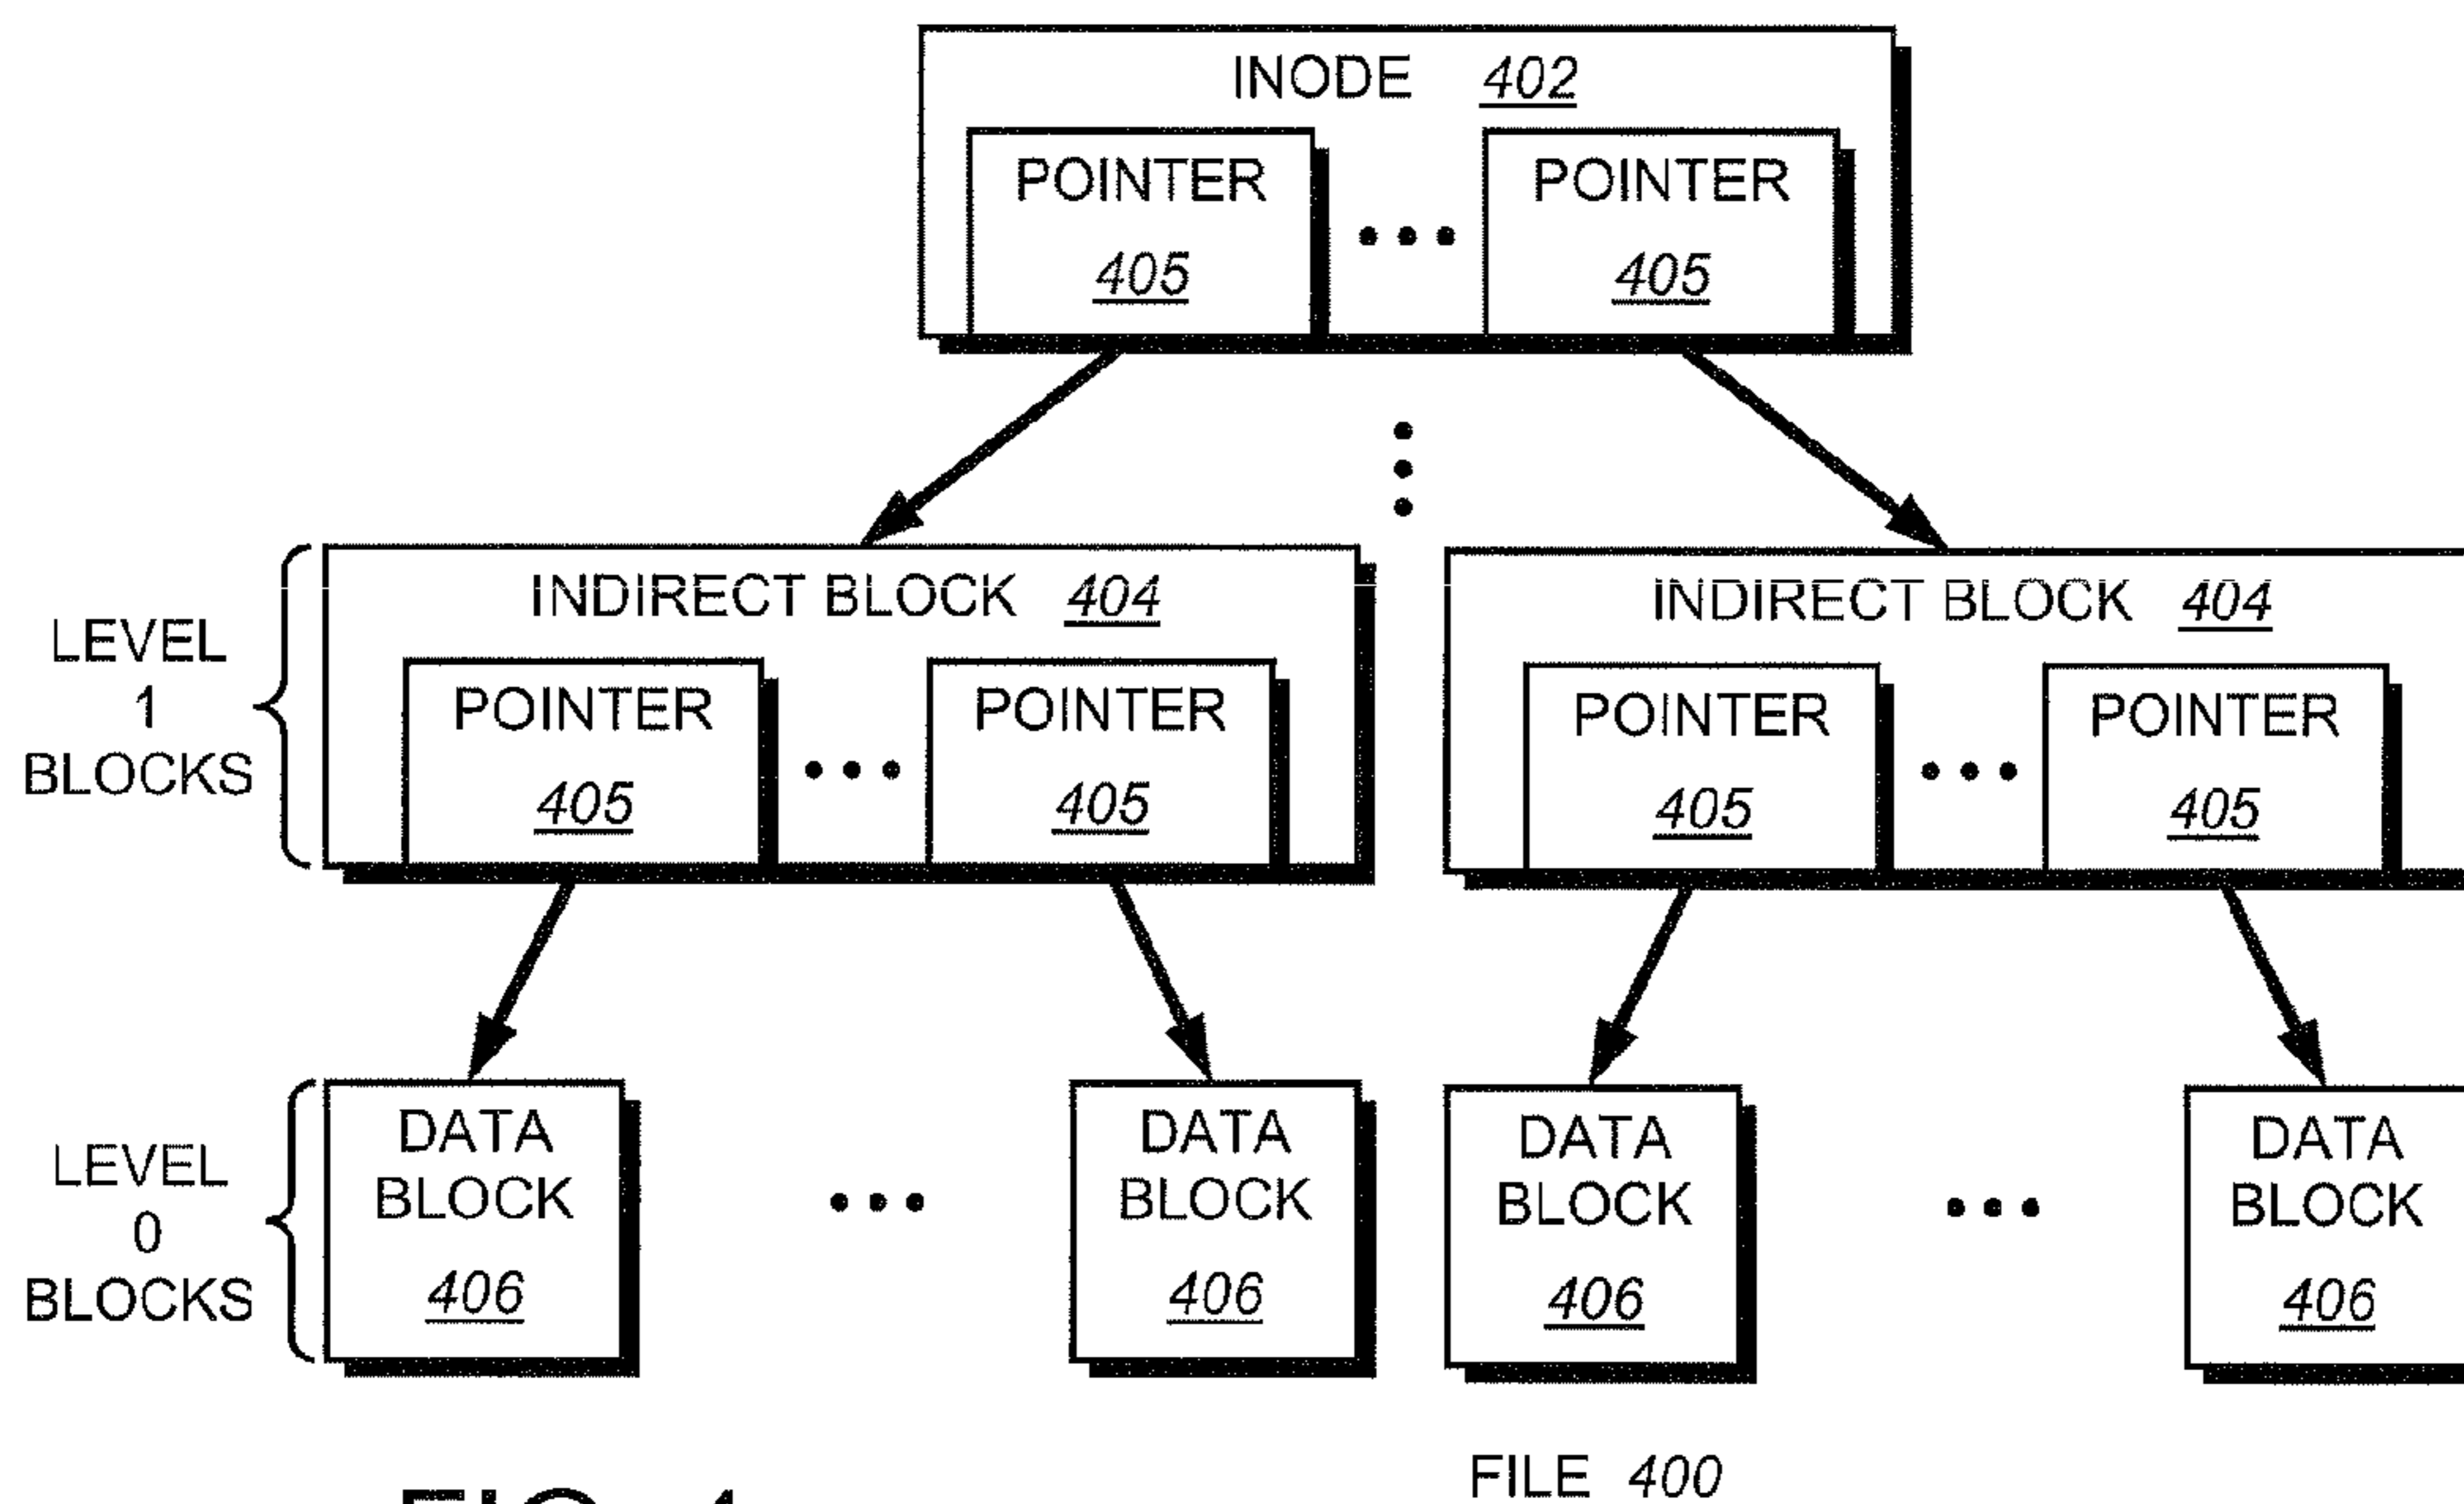 INODE 402
POINTER POINTER
405 405
INDIRECT BLOCK 404 INDIRECT BLOCK 404
LEVEL
1
BLOCKS
POINTER POINTER POINTER POINTER
405 405 405 405
LEVEL
0
BLOCKS
DATA DATA DATA DATA
BLOCK BLOCK BLOCK BLOCK
406 406 406 406
FILE 400